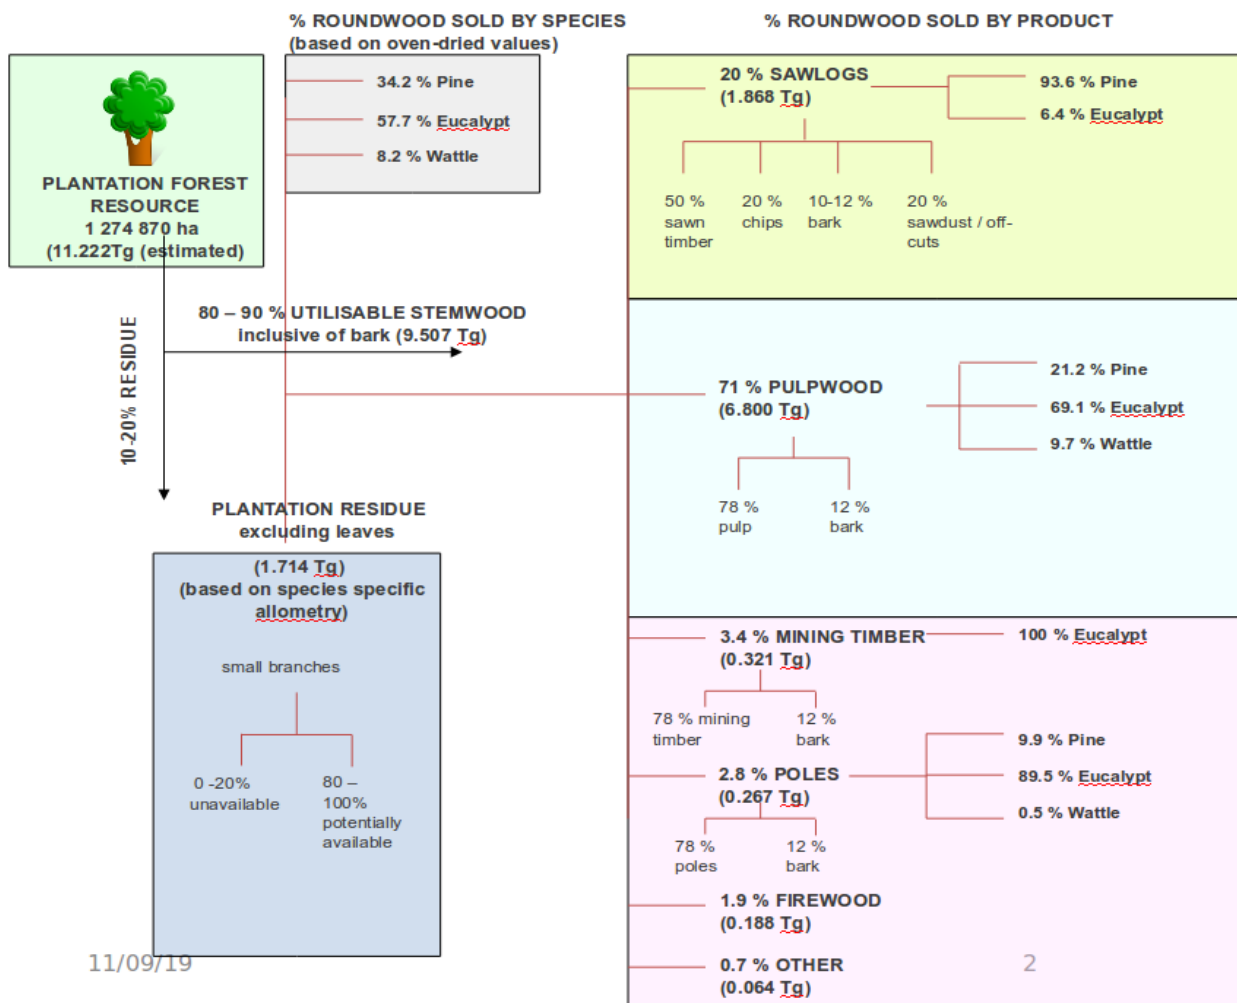 % ROUNDWOOD SOLD BY SPECIES
(based on oven-dried values)
% ROUNDWOOD SOLD BY PRODUCT
34.2 % Pine
57.7 % Eucalypt
8.2 % Wattle
PLANTATION FOREST
RESOURCE
1 274 870 ha
(11.222Tg (estimated)
80 – 90 % UTILISABLE STEMWOOD
inclusive of bark (9.507 Tg)
10-20% RESIDUE
PLANTATION RESIDUE
excluding leaves
(1.714 Tg)
(based on species specific
allometry)
small branches
0 -20%
unavailable
80 –
100%
potentially
available
20 % SAWLOGS
(1.868 Tg)
93.6 % Pine
6.4 % Eucalypt
50 %
sawn
timber
20 %
chips
10-12 %
bark
20 %
sawdust / off-
cuts
71 % PULPWOOD
(6.800 Tg)
21.2 % Pine
69.1 % Eucalypt
9.7 % Wattle
78 %
pulp
12 %
bark
3.4 % MINING TIMBER
(0.321 Tg)
100 % Eucalypt
78 % mining
timber
12 %
bark
2.8 % POLES
(0.267 Tg)
9.9 % Pine
89.5 % Eucalypt
0.5 % Wattle
78 %
poles
12 %
bark
1.9 % FIREWOOD
(0.188 Tg)
0.7 % OTHER
(0.064 Tg)
11/09/19
2